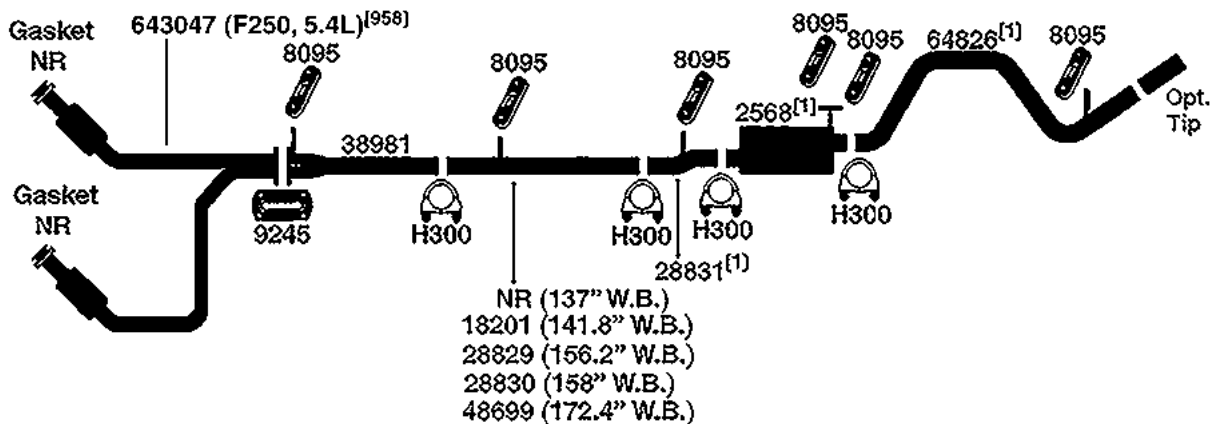 Gasket
NR
643047 (F250, 5.4L)[958]
8095
8095
8095
8095
8095
64826[1]
8095
Opt.
Tip
2568[1]
38981
Gasket
NR
9245
H300
H300
H300
H300
28831[1]
NR (137" W.B.)
18201 (141.8" W.B.)
28829 (156.2" W.B.)
28830 (158" W.B.)
48699 (172.4" W.B.)